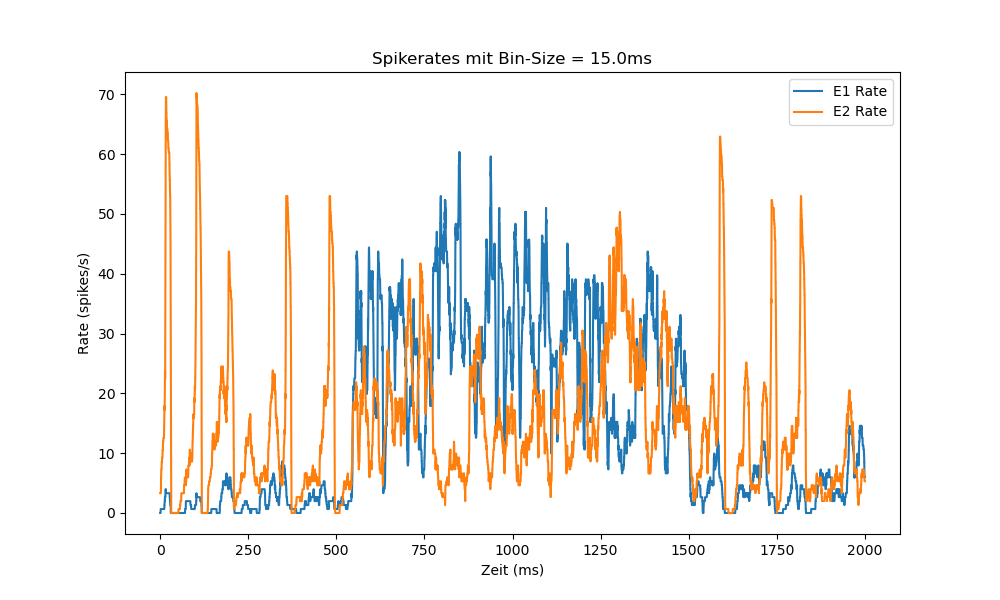 Spikerates mit Bin-Size = 15.0ms
E1 Rate
E2 Rate
70
60
50
40
30
20
10
0
Rate (spikes/s)
0 250 500 750 1000 1250 1500 1750 2000
Zeit (ms)